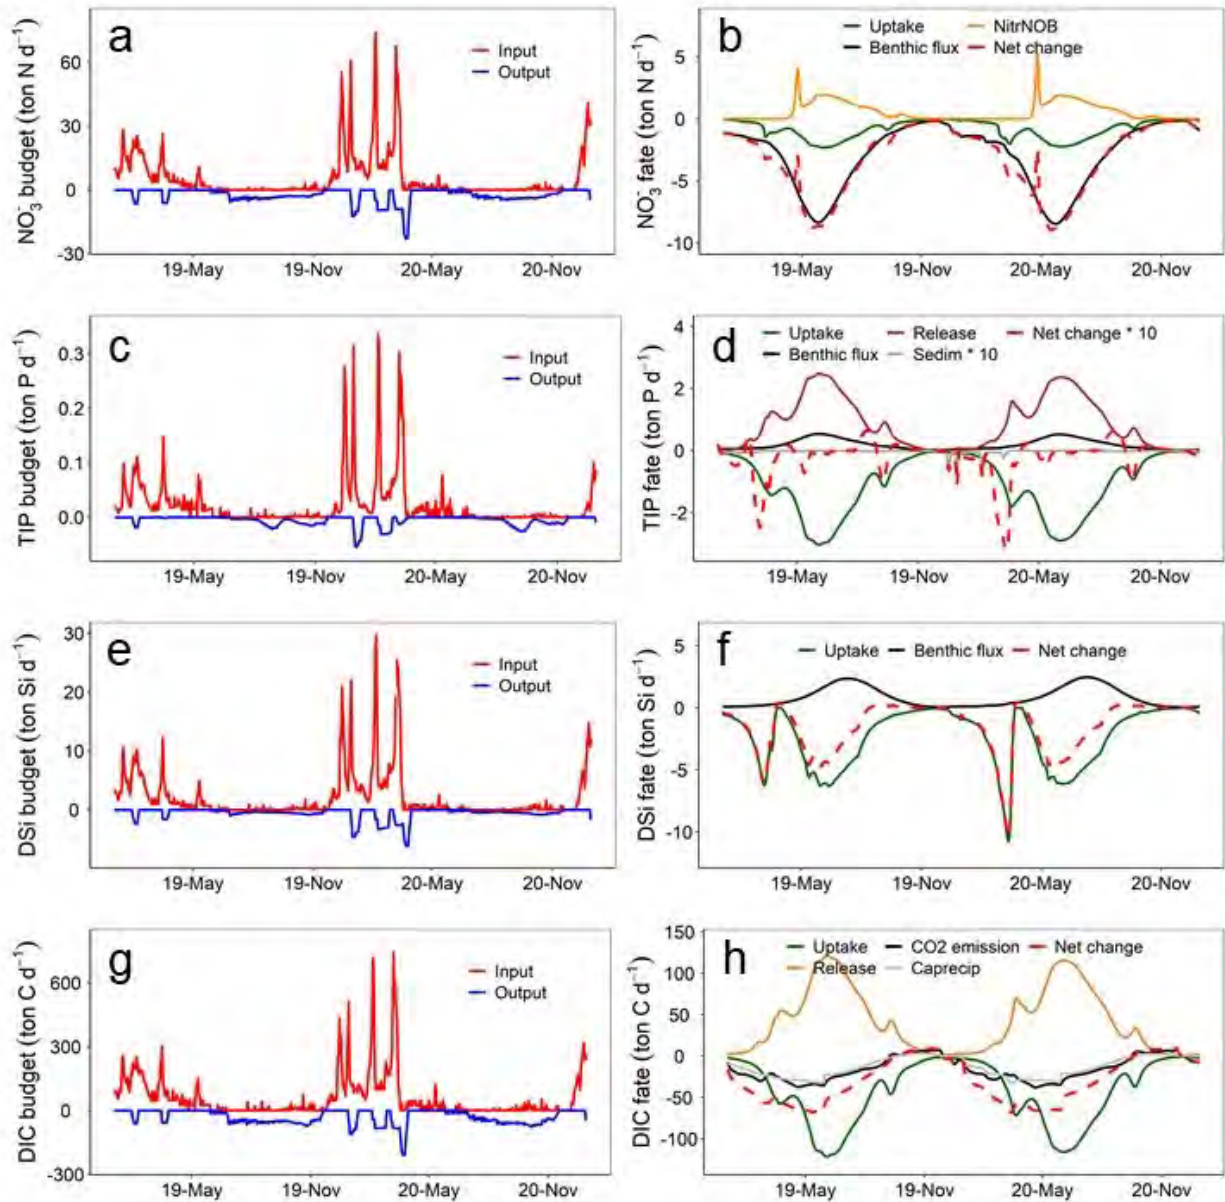 a
NO₃⁻ budget (ton N d⁻¹)
60
30
0
-30
Input
Output
19-May 19-Nov 20-May 20-Nov
b
NO₃⁻ fate (ton N d⁻¹)
5
0
-5
-10
Uptake NitrNOB
Benthic flux Net change
19-May 19-Nov 20-May 20-Nov
c
TIP budget (ton P d⁻¹)
0.3
0.2
0.1
0.0
Input
Output
19-May 19-Nov 20-May 20-Nov
d
TIP fate (ton P d⁻¹)
4
2
0
-2
Uptake Release Net change * 10
Benthic flux Sedim * 10
19-May 19-Nov 20-May 20-Nov
e
DSi budget (ton Si d⁻¹)
30
20
10
0
Input
Output
19-May 19-Nov 20-May 20-Nov
f
DSi fate (ton Si d⁻¹)
5
0
-5
-10
Uptake Benthic flux Net change
19-May 19-Nov 20-May 20-Nov
g
DIC budget (ton C d⁻¹)
600
300
0
-300
Input
Output
19-May 19-Nov 20-May 20-Nov
h
DIC fate (ton C d⁻¹)
150
100
50
0
-50
-100
Uptake CO2 emission Net change
Release Caprecip
19-May 19-Nov 20-May 20-Nov